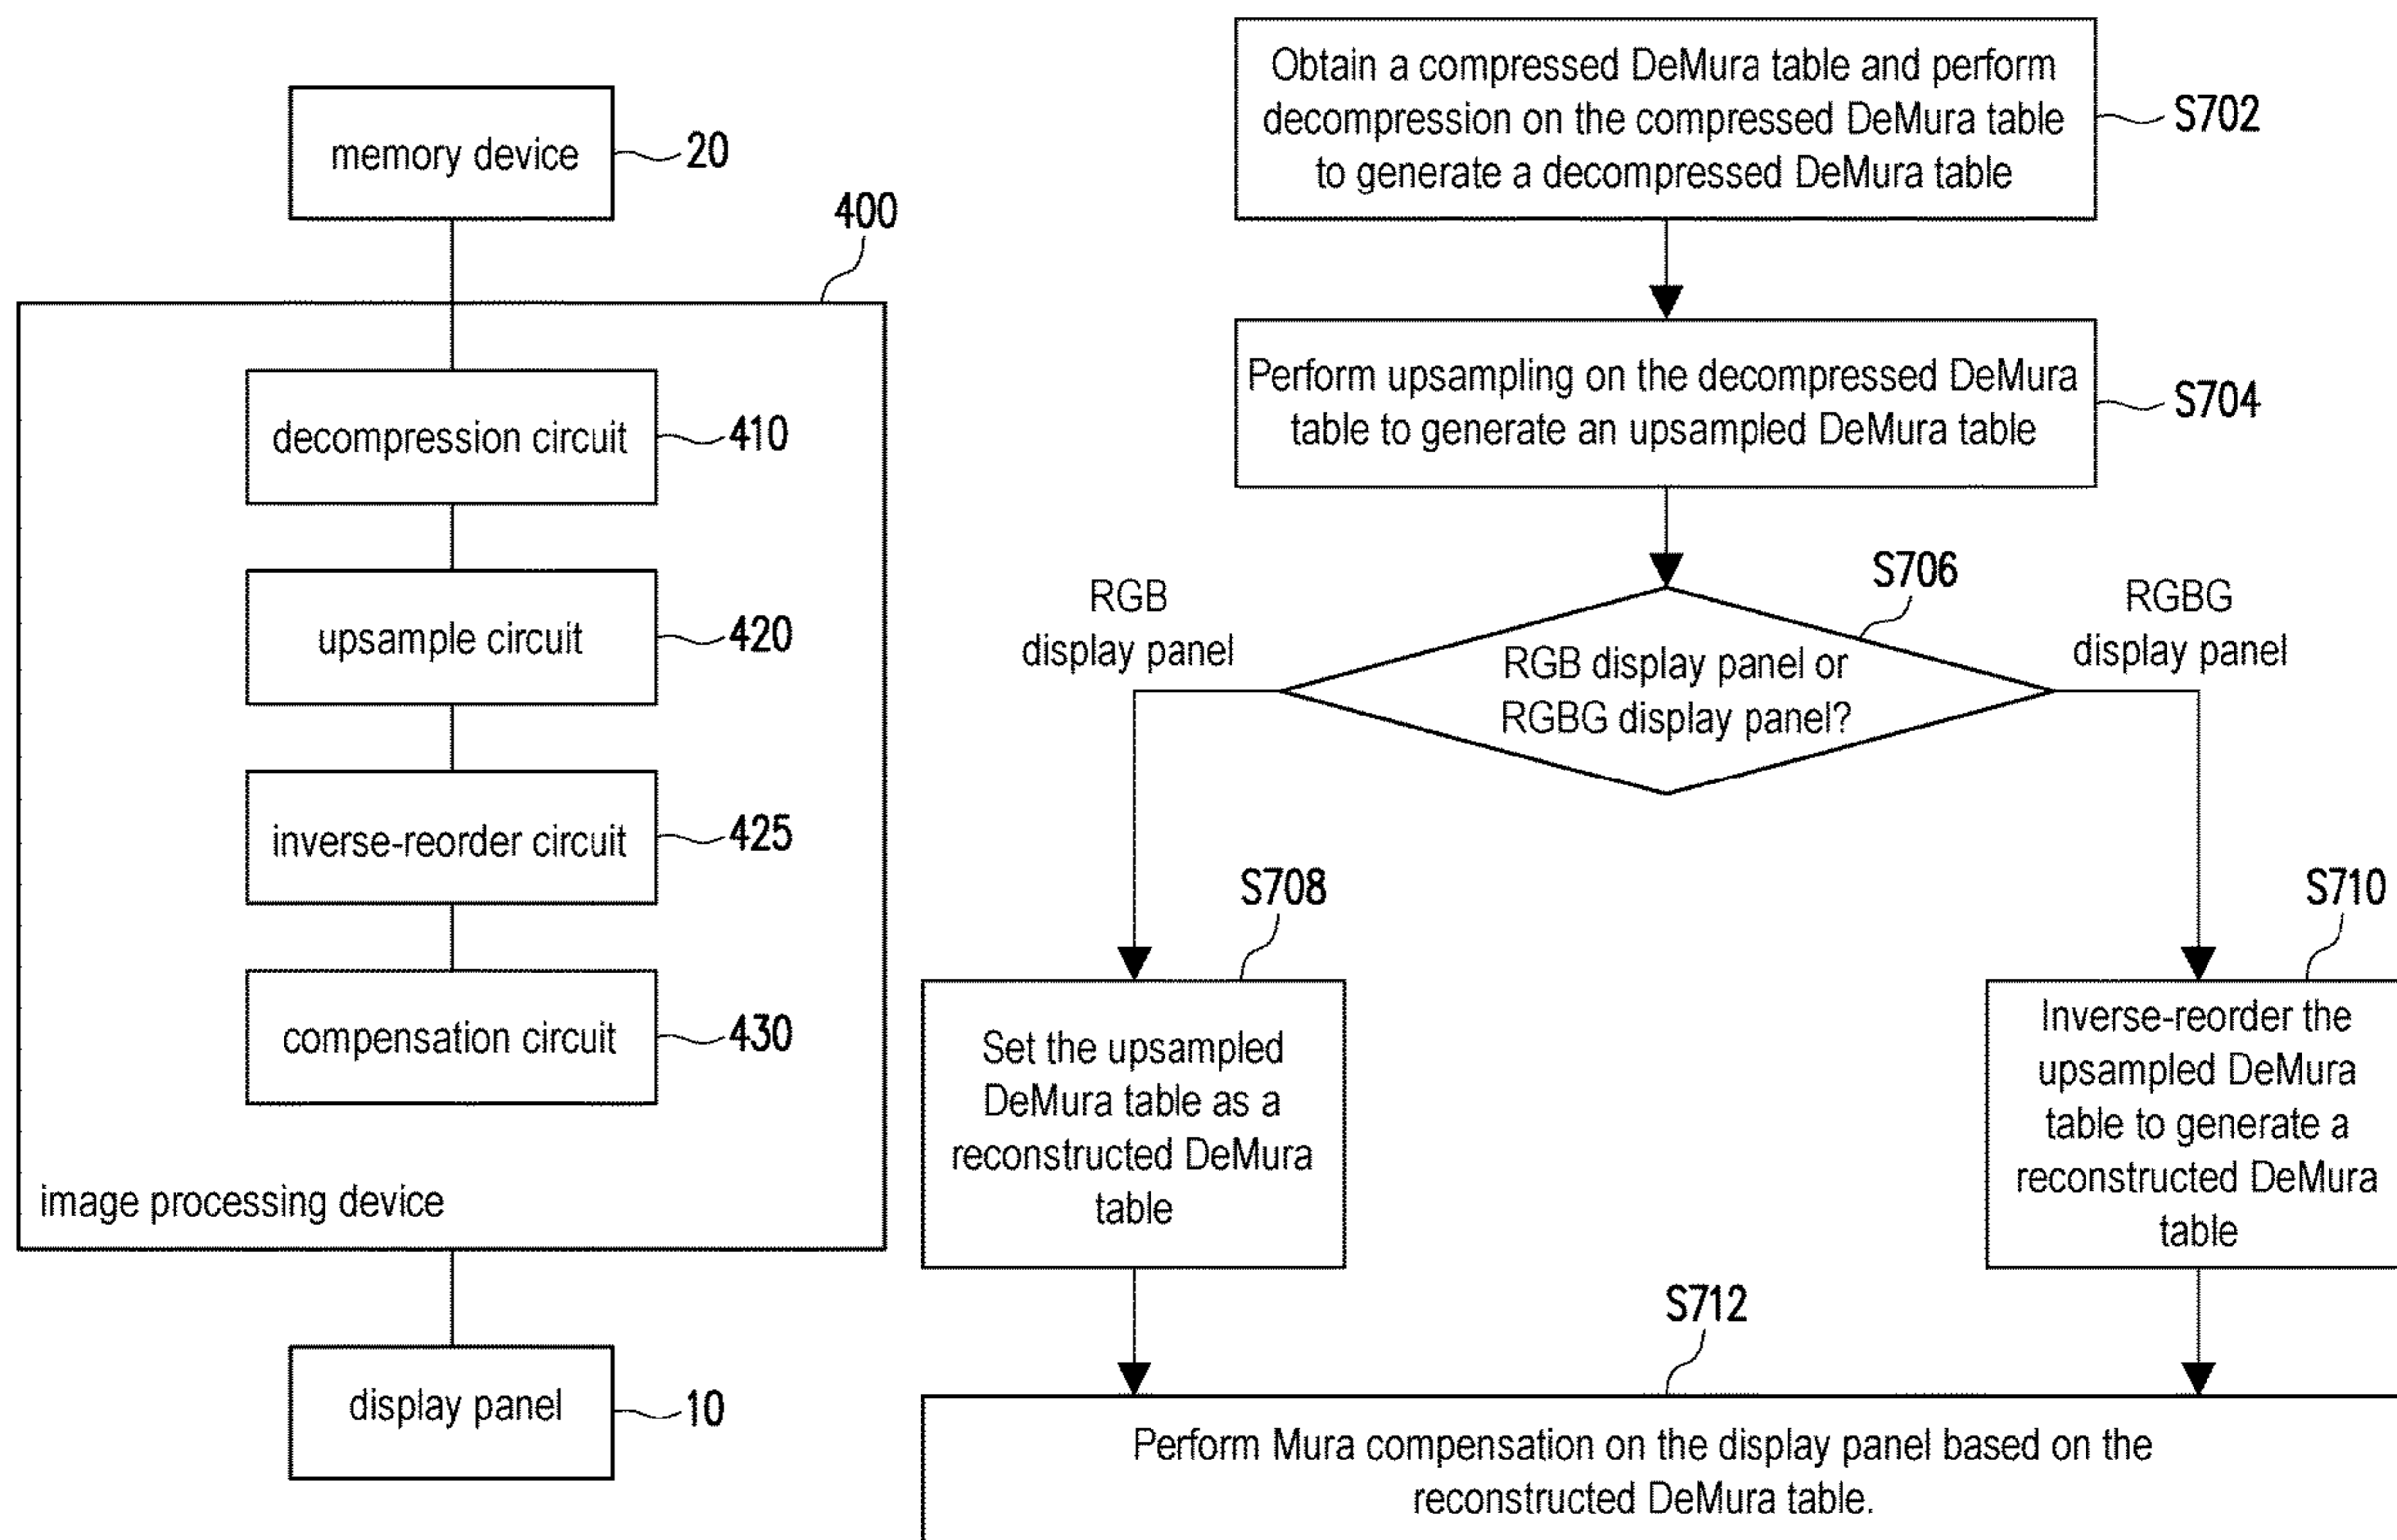 memory device
20
400
decompression circuit
410
upsample circuit
420
inverse-reorder circuit
425
compensation circuit
430
image processing device
display panel
10
Obtain a compressed DeMura table and perform
decompression on the compressed DeMura table
to generate a decompressed DeMura table
S702
Perform upsampling on the decompressed DeMura
table to generate an upsampled DeMura table
S704
S706
RGB
display panel
RGB display panel or
RGBG display panel?
RGBG
display panel
S708
Set the upsampled
DeMura table as a
reconstructed DeMura
table
S710
Inverse-reorder the
upsampled DeMura
table to generate a
reconstructed DeMura
table
S712
Perform Mura compensation on the display panel based on the
reconstructed DeMura table.